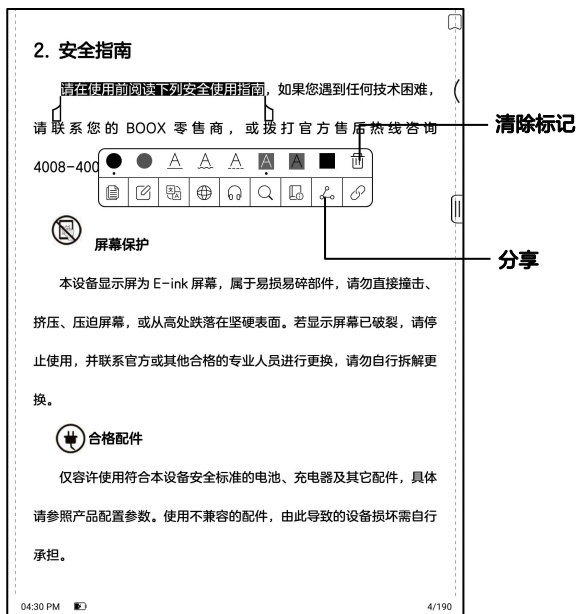 2. 安全指南
请在使用前阅读下列安全使用指南，如果您遇到任何技术困难，
请联系您的 BOOX 零售商，或拨打官方售后热线咨询
4008-400
A A A A A
清除标记
分享
屏幕保护
本设备显示屏为 E-ink 屏幕，属于易损易碎部件，请勿直接撞击、
挤压、压迫屏幕，或从高处跌落在坚硬表面。若显示屏幕已破裂，请停
止使用，并联系官方或其他合格的专业人员进行更换，请勿自行拆解更
换。
合格配件
仅容许使用符合本设备安全标准的电池、充电器及其它配件，具体
请参照产品配置参数。使用不兼容的配件，由此导致的设备损坏需自行
承担。
04:30 PM 4/190